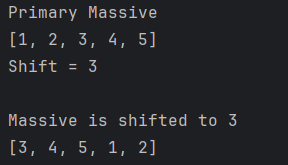 Primary Massive
[1, 2, 3, 4, 5]
Shift = 3
Massive is shifted to 3
[3, 4, 5, 1, 2]